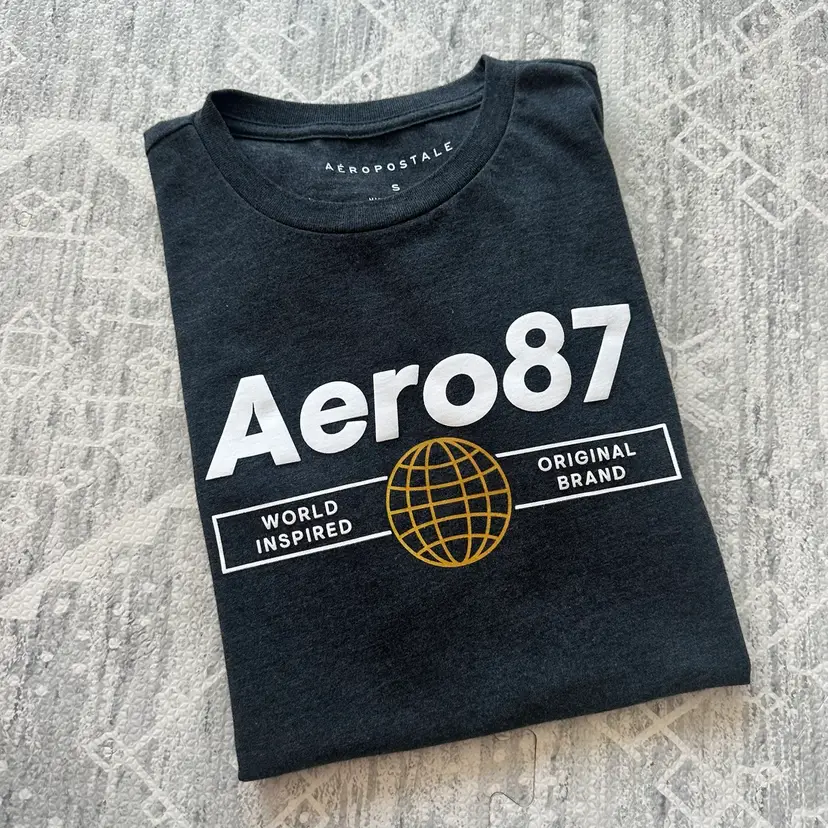 AÉROPOSTALE
S
Aero87
WORLD
INSPIRED
ORIGINAL
BRAND